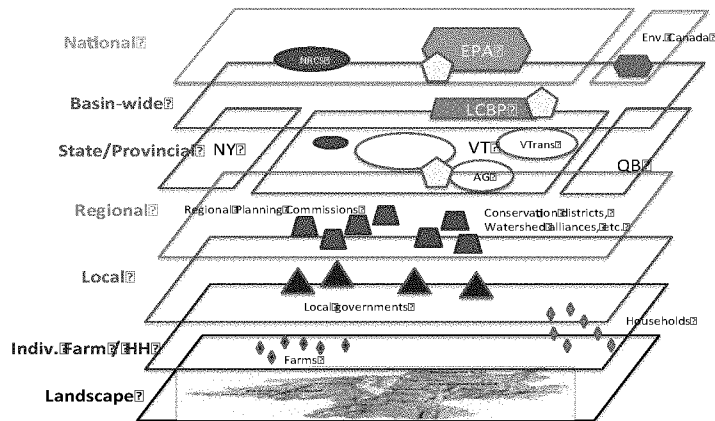 National
Env. Canada
NRCS
EPA
Basin-wide
LCBP
State/Provincial
NY
VT
VTrans
QB
AG
Regional
Regional Planning Commissions
Conservation districts,
Watershed alliances, etc.
Local
Local governments
Households
Indiv. Farm / HH
Farms
Landscape